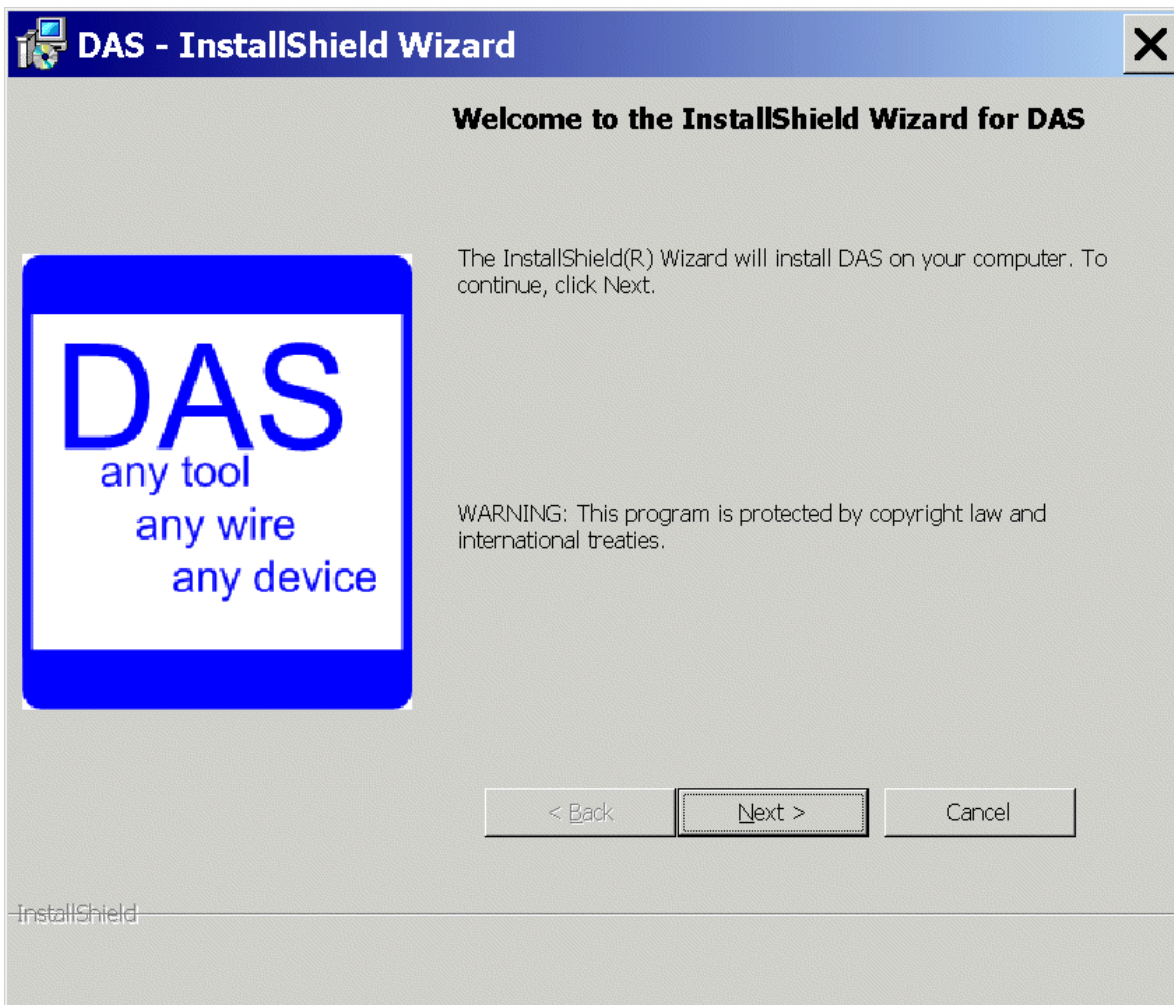 DAS - InstallShield Wizard
Welcome to the InstallShield Wizard for DAS
The InstallShield(R) Wizard will install DAS on your computer. To
continue, click Next.
DAS
any tool
any wire
any device
WARNING: This program is protected by copyright law and
international treaties.
< Back
Next >
Cancel
InstallShield